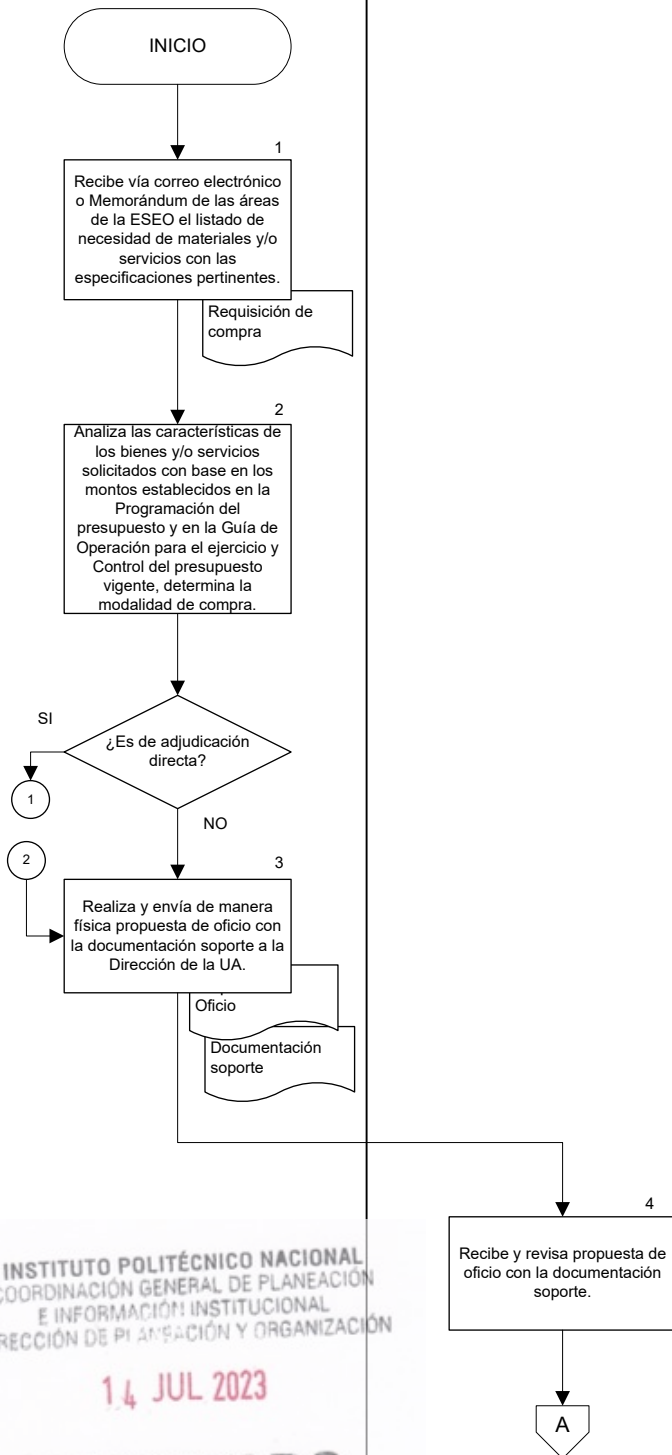 INICIO
1
Recibe vía correo electrónico
o Memorándum de las áreas
de la ESEO el listado de
necesidad de materiales y/o
servicios con las
especificaciones pertinentes.
Requisición de
compra
2
Analiza las características de
los bienes y/o servicios
solicitados con base en los
montos establecidos en la
Programación del
presupuesto y en la Guía de
Operación para el ejercicio y
Control del presupuesto
vigente, determina la
modalidad de compra.
SI
¿Es de adjudicación
directa?
1
NO
2
3
Realiza y envía de manera
física propuesta de oficio con
la documentación soporte a la
Dirección de la UA.
Oficio
Documentación
soporte
4
Recibe y revisa propuesta de
oficio con la documentación
soporte.
A
INSTITUTO POLITÉCNICO NACIONAL
COORDINACIÓN GENERAL DE PLANEACIÓN
E INFORMACIÓN INSTITUCIONAL
DIRECCIÓN DE PLANEACIÓN Y ORGANIZACIÓN
14 JUL 2023